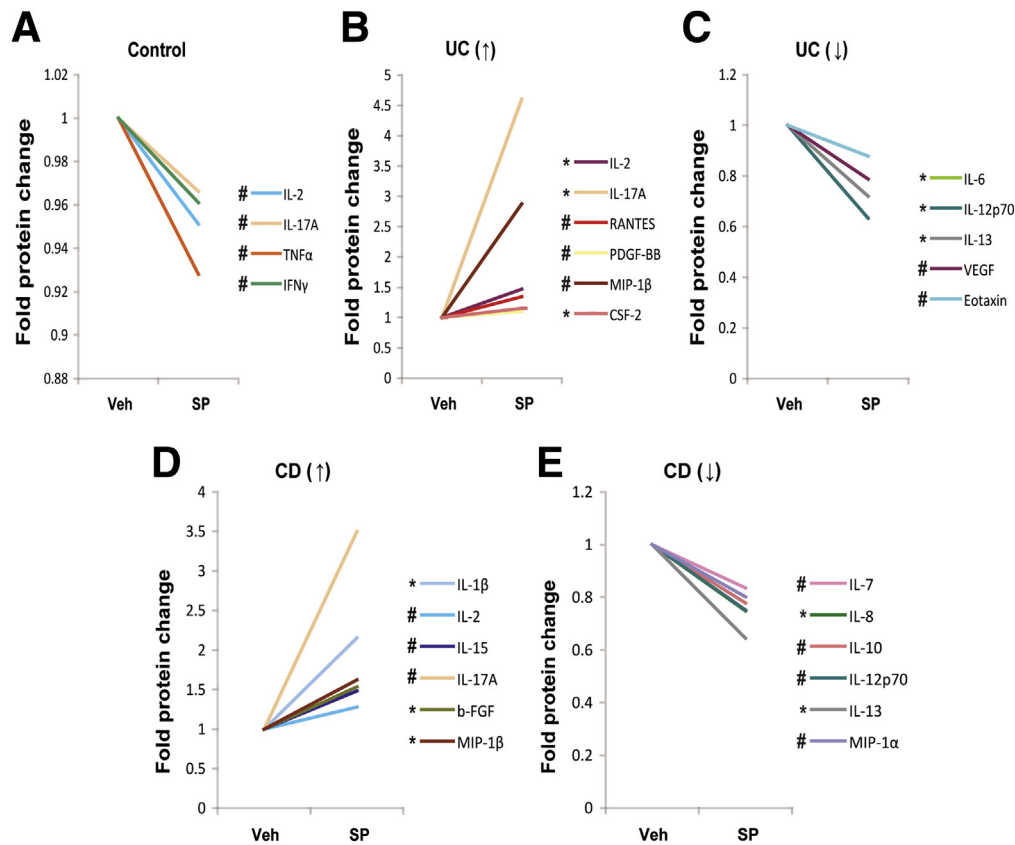 A
Control
Fold protein change
1.02
1
0.98
0.96
0.94
0.92
0.9
0.88
Veh SP
# IL-2
# IL-17A
# TNFα
# IFNγ
B
UC (↑)
Fold protein change
5
4.5
4
3.5
3
2.5
2
1.5
1
0.5
0
Veh SP
* IL-2
* IL-17A
# RANTES
# PDGF-BB
# MIP-1β
* CSF-2
C
UC (↓)
Fold protein change
1.2
1
0.8
0.6
0.4
0.2
0
Veh SP
* IL-6
* IL-12p70
* IL-13
# VEGF
# Eotaxin
D
CD (↑)
Fold protein change
4
3.5
3
2.5
2
1.5
1
0.5
0
Veh SP
* IL-1β
# IL-2
# IL-15
# IL-17A
* b-FGF
* MIP-1β
E
CD (↓)
Fold protein change
1.2
1
0.8
0.6
0.4
0.2
0
Veh SP
# IL-7
* IL-8
# IL-10
# IL-12p70
* IL-13
# MIP-1α